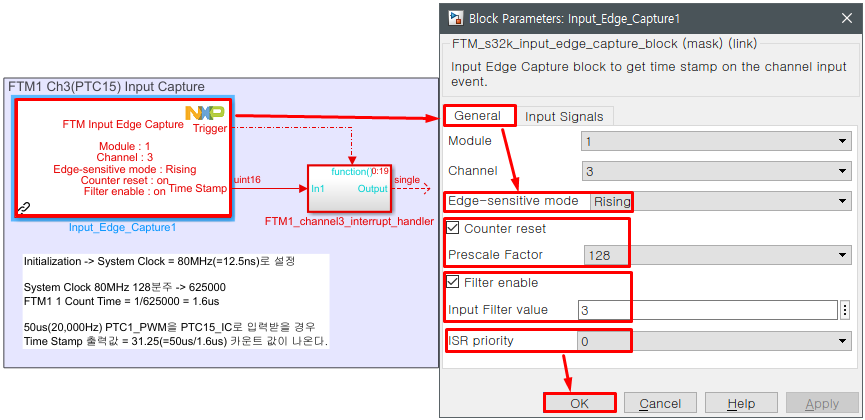 FTM1 Ch3(PTC15) Input Capture
NXP
FTM Input Edge Capture
Trigger
Module : 1
Channel : 3
Edge-sensitive mode : Rising
Counter reset : on
Filter enable : on
Time Stamp
uint16
function()
0:19
In1
Output
single
Input_Edge_Capture1
FTM1_channel3_interrupt_handler
Initialization -> System Clock = 80MHz(=12.5ns)로 설정
System Clock 80MHz 128분주 -> 625000
FTM1 1 Count Time = 1/625000 = 1.6us
50us(20,000Hz) PTC1_PWM을 PTC15_IC로 입력받을 경우
Time Stamp 출력값 = 31.25(=50us/1.6us) 카운트 값이 나온다.
Block Parameters: Input_Edge_Capture1
FTM_s32k_input_edge_capture_block (mask) (link)
Input Edge Capture block to get time stamp on the channel input
event.
General
Input Signals
Module 1
Channel 3
Edge-sensitive mode Rising
Counter reset
Prescale Factor 128
Filter enable
Input Filter value 3
ISR priority 0
OK
Cancel
Help
Apply